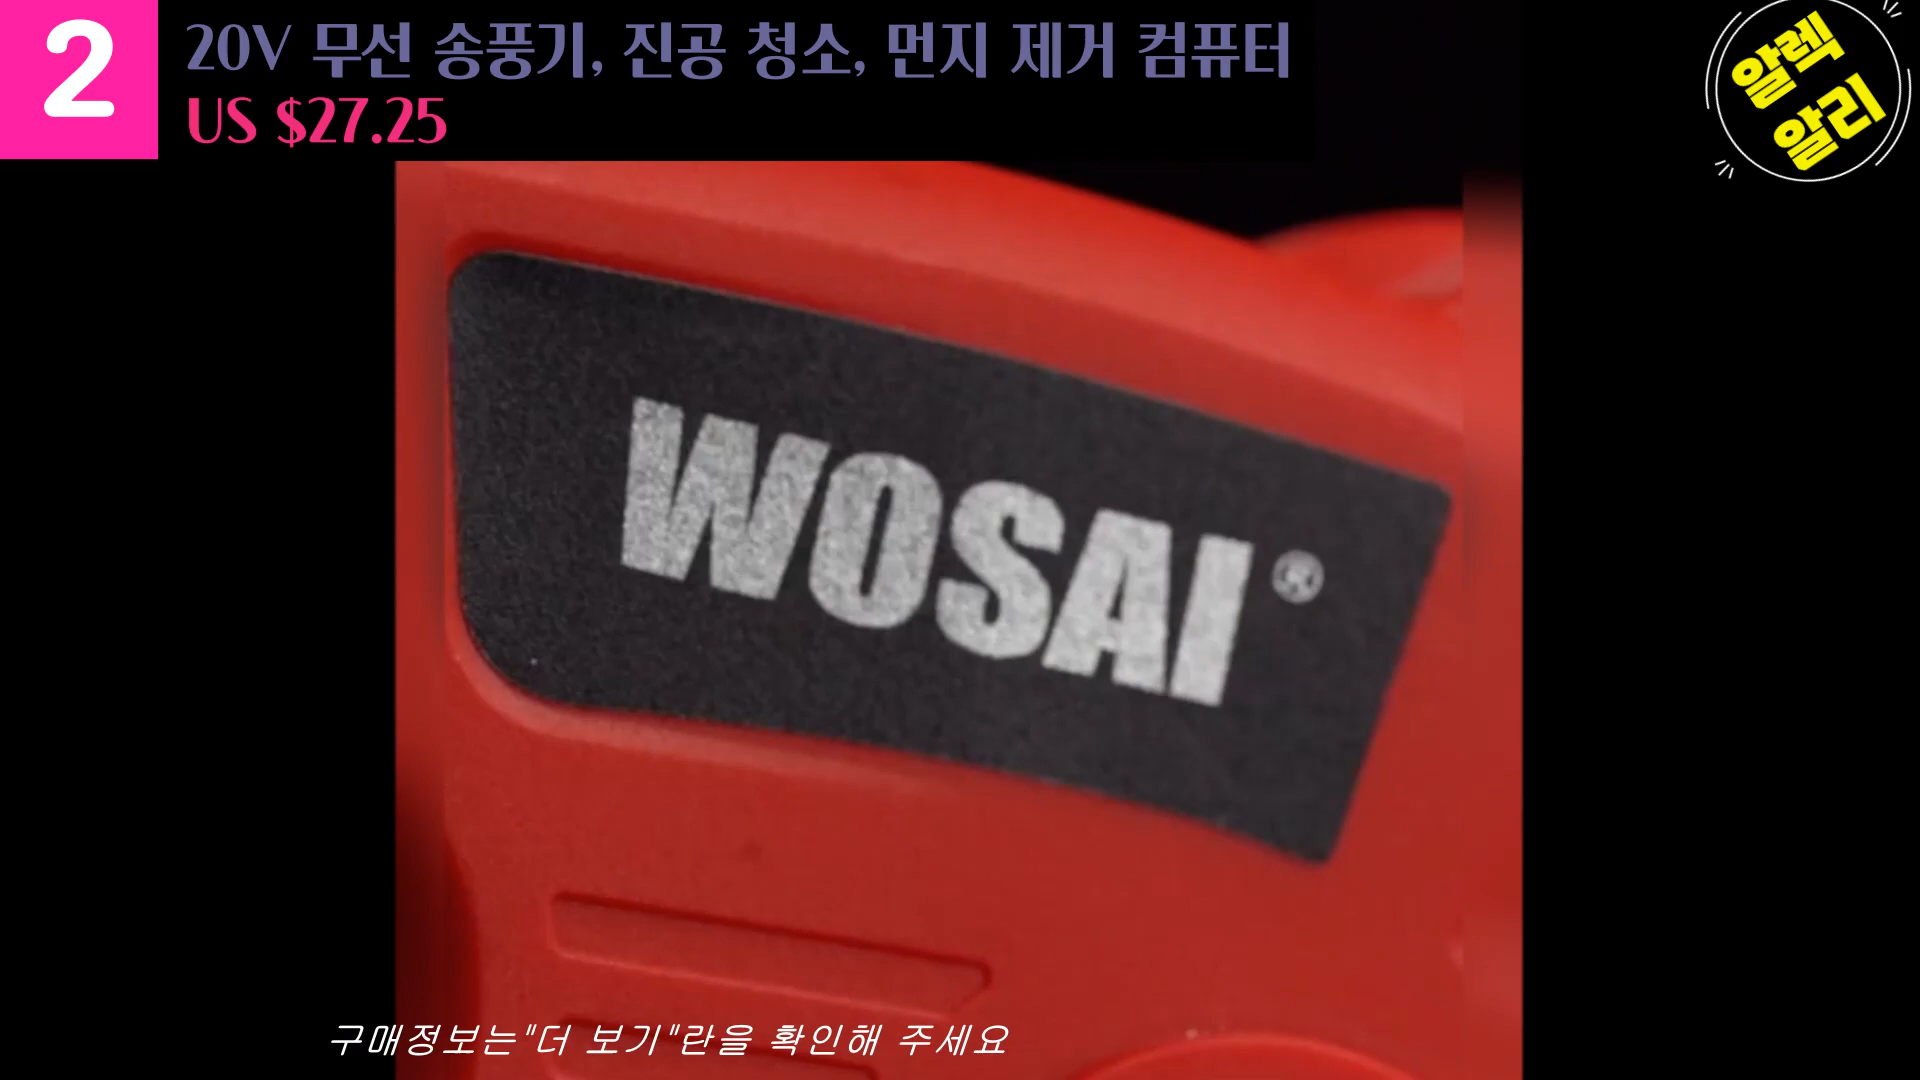 2
20V 무선 송풍기, 진공 청소, 먼지 제거 컴퓨터
US $27.25
알렉
알리
WOSAI®
구매정보는"더 보기"란을 확인해 주세요